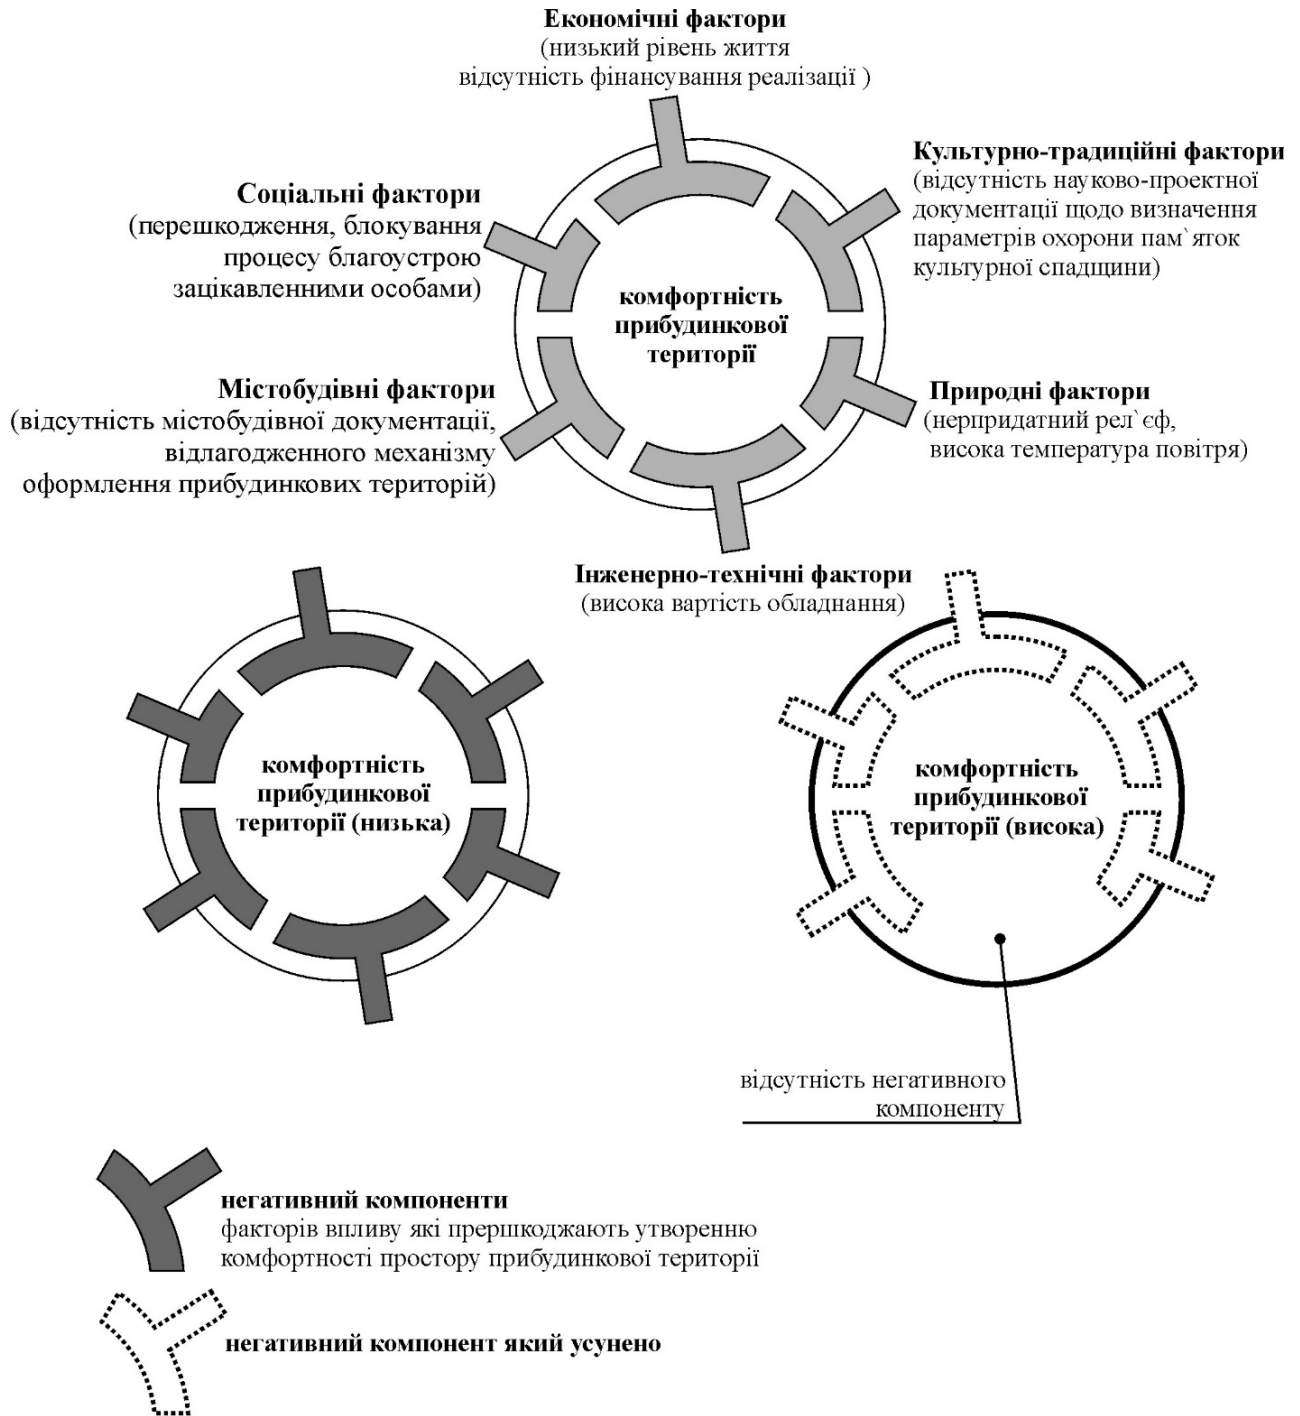 Економічні фактори
(низький рівень життя
відсутність фінансування реалізації )
Культурно-традиційні фактори
(відсутність науково-проектної
документації щодо визначення
параметрів охорони пам`яток
культурної спадщини)
Соціальні фактори
(перешкодження, блокування
процесу благоустрою
зацікавленними особами)
комфортність
прибудинкової
території
Містобудівні фактори
(відсутність містобудівної документації,
відлагодженного механізму
оформлення прибудинкових територій)
Природні фактори
(нерпридатний рел`єф,
висока температура повітря)
Інженерно-технічні фактори
(висока вартість обладнання)
комфортність
прибудинкової
території (низька)
комфортність
прибудинкової
території (висока)
відсутність негативного
компоненту
негативний компоненти
факторів впливу які прершкоджають утворенню
комфортності простору прибудинкової території
негативний компонент який усунено